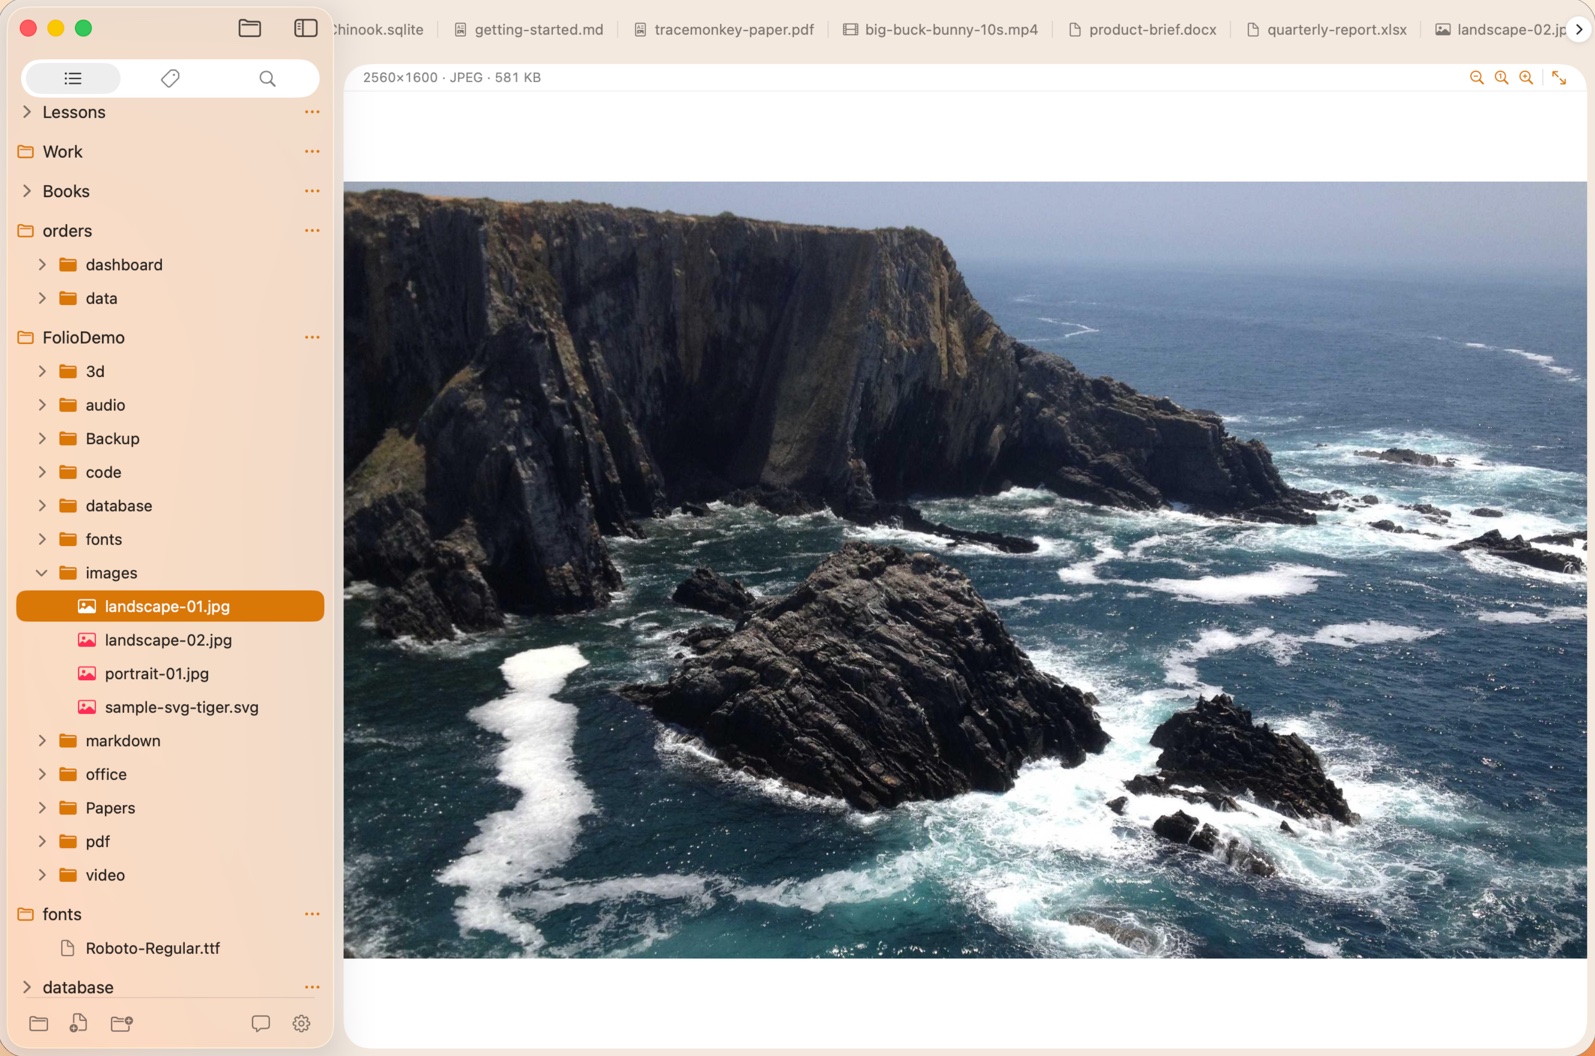 Chinook.sqlite
getting-started.md
tracemonkey-paper.pdf
big-buck-bunny-10s.mp4
product-brief.docx
quarterly-report.xlsx
landscape-02.jp
2560×1600 · JPEG · 581 KB
Lessons
Work
Books
orders
dashboard
data
FolioDemo
3d
audio
Backup
code
database
fonts
images
landscape-01.jpg
landscape-02.jpg
portrait-01.jpg
sample-svg-tiger.svg
markdown
office
Papers
pdf
video
fonts
Roboto-Regular.ttf
database